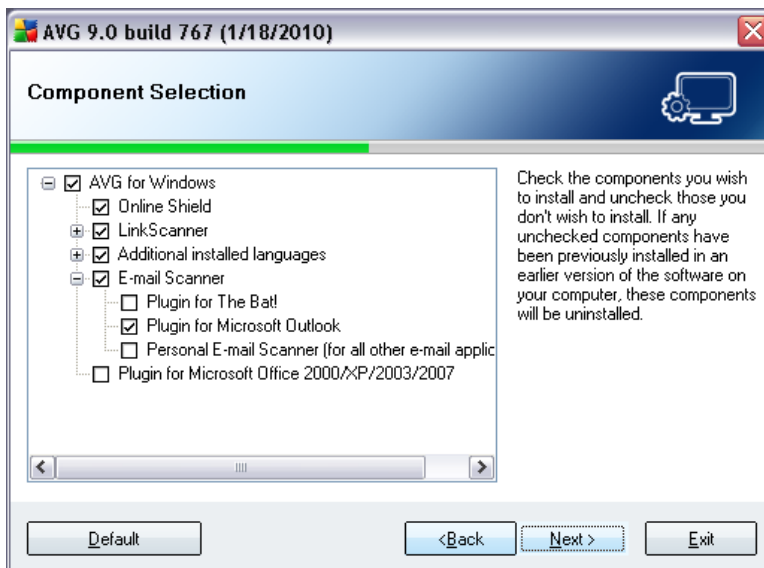 AVG 9.0 build 767 (1/18/2010)
Component Selection
AVG for Windows
Online Shield
LinkScanner
Additional installed languages
E-mail Scanner
Plugin for The Bat!
Plugin for Microsoft Outlook
Personal E-mail Scanner (for all other e-mail applic
Plugin for Microsoft Office 2000/XP/2003/2007
Check the components you wish
to install and uncheck those you
don't wish to install. If any
unchecked components have
been previously installed in an
earlier version of the software on
your computer, these components
will be uninstalled.
Default
<Back
Next >
Exit